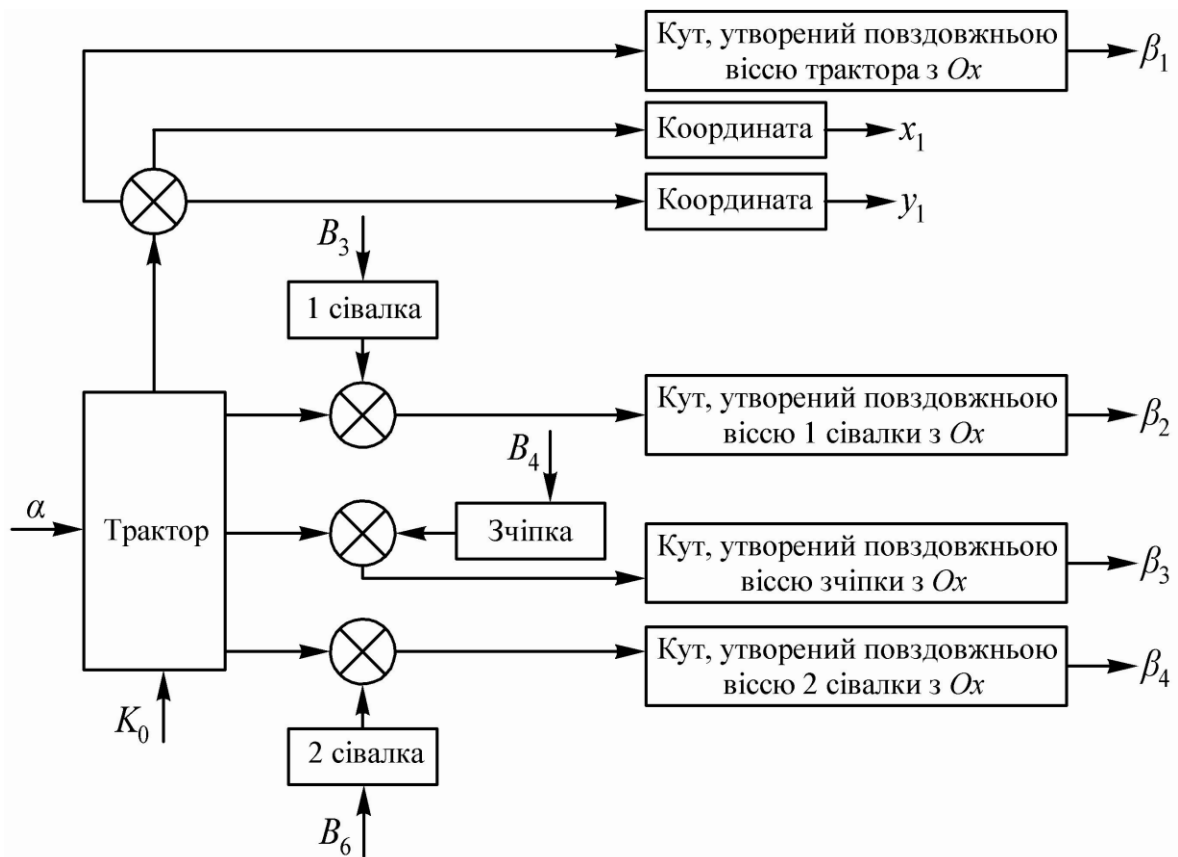 Кут, утворений повздовжньою
віссю трактора з Ox
β₁
Координата
x₁
Координата
y₁
B₃
1 сівалка
Кут, утворений повздовжньою
віссю 1 сівалки з Ox
β₂
B₄
α
Трактор
Зчіпка
Кут, утворений повздовжньою
віссю зчіпки з Ox
β₃
Кут, утворений повздовжньою
віссю 2 сівалки з Ox
β₄
K₀
2 сівалка
B₆